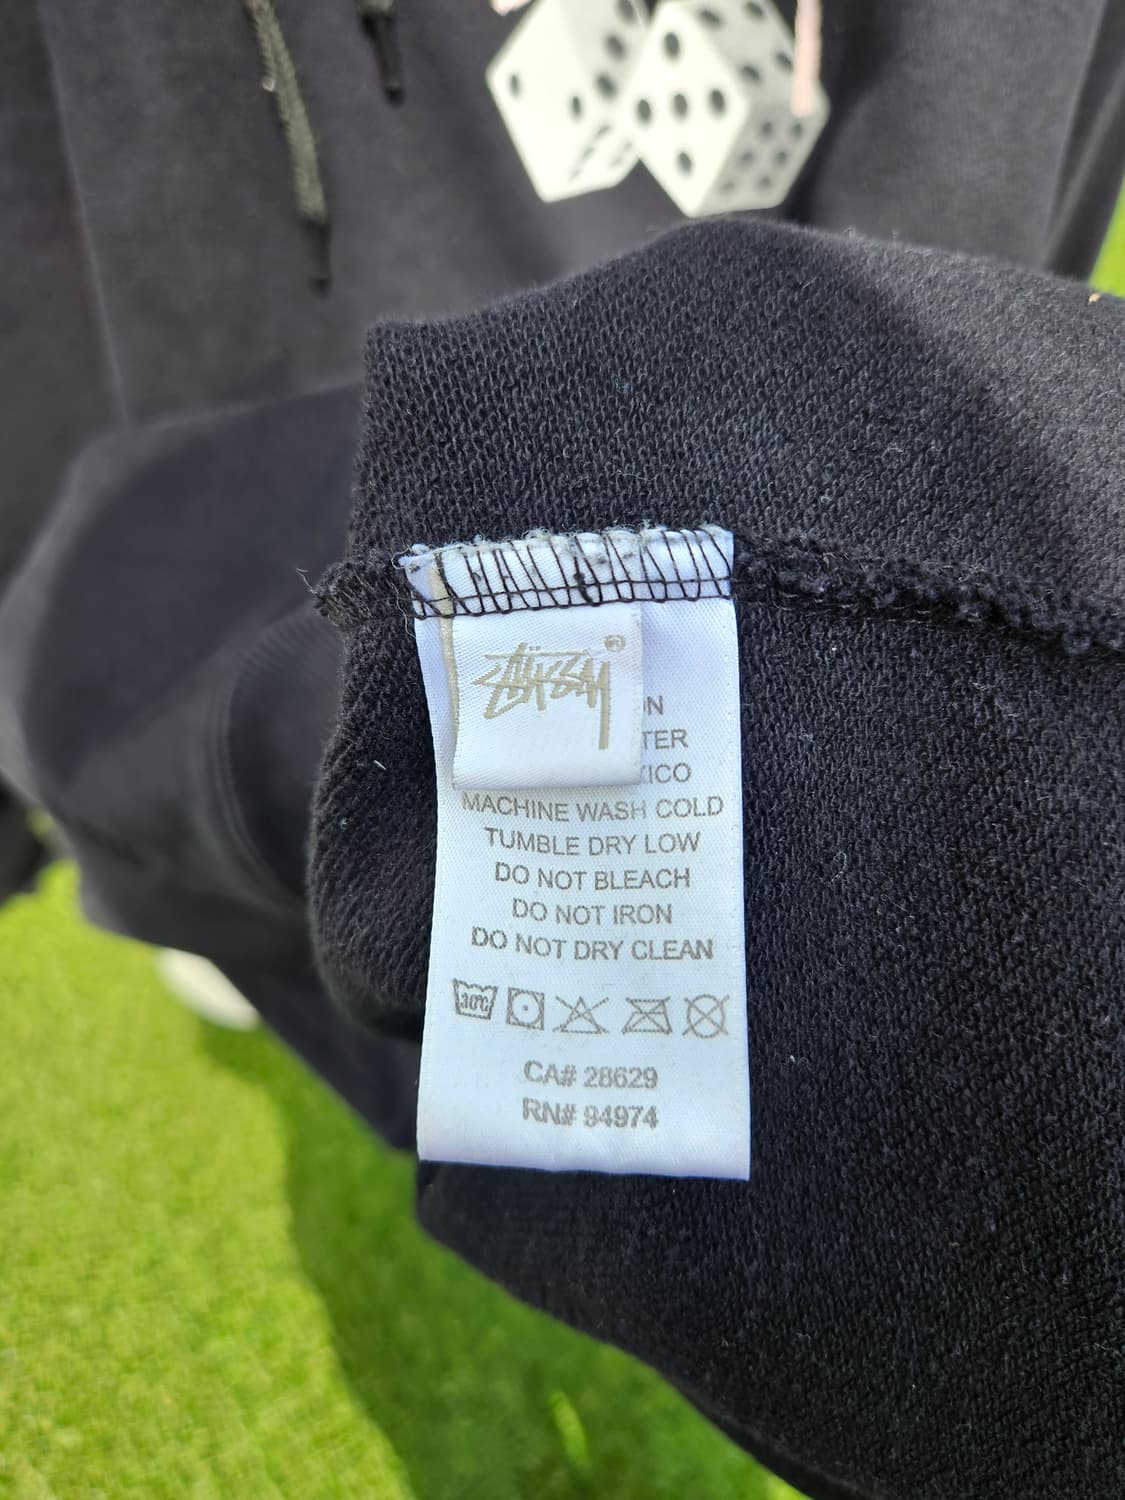 STÜSSY®
ON
TER
XICO
MACHINE WASH COLD
TUMBLE DRY LOW
DO NOT BLEACH
DO NOT IRON
DO NOT DRY CLEAN
30°C
CA# 28629
RN# 94974